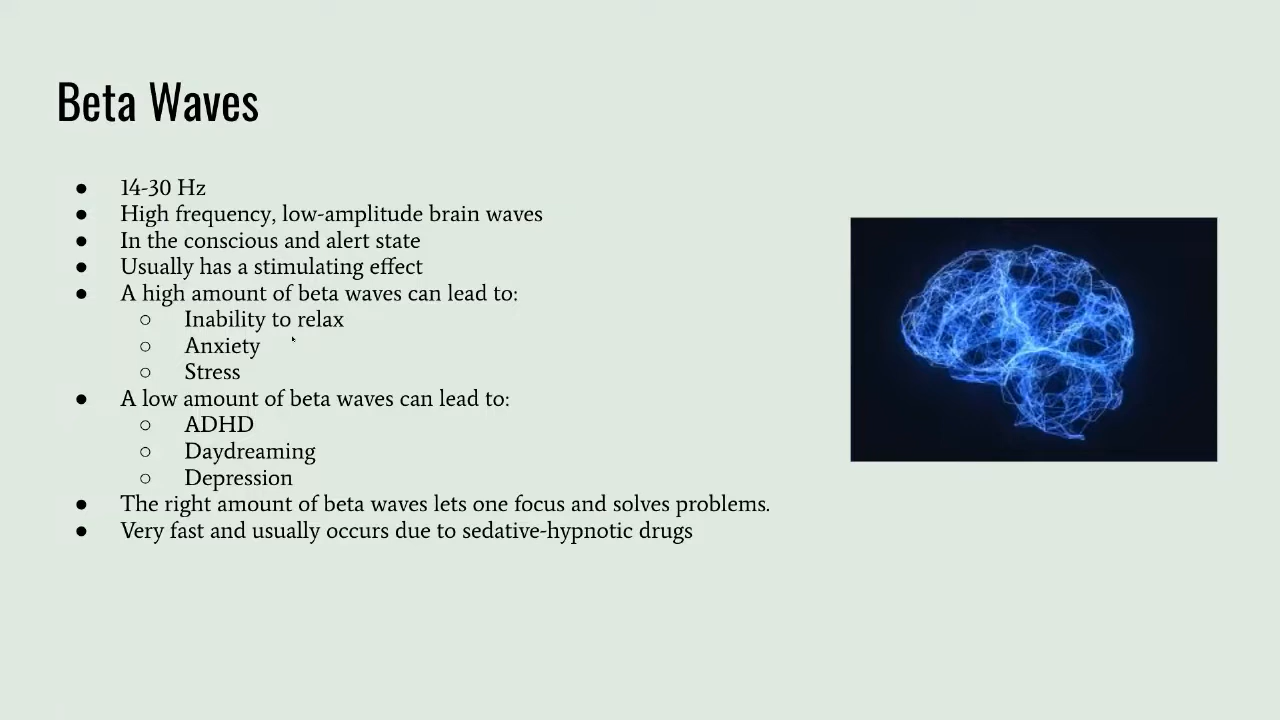 Beta Waves
● 14-30 Hz
● High frequency, low-amplitude brain waves
● In the conscious and alert state
● Usually has a stimulating effect
● A high amount of beta waves can lead to:
○ Inability to relax
○ Anxiety
○ Stress
● A low amount of beta waves can lead to:
○ ADHD
○ Daydreaming
○ Depression
● The right amount of beta waves lets one focus and solves problems.
● Very fast and usually occurs due to sedative-hypnotic drugs